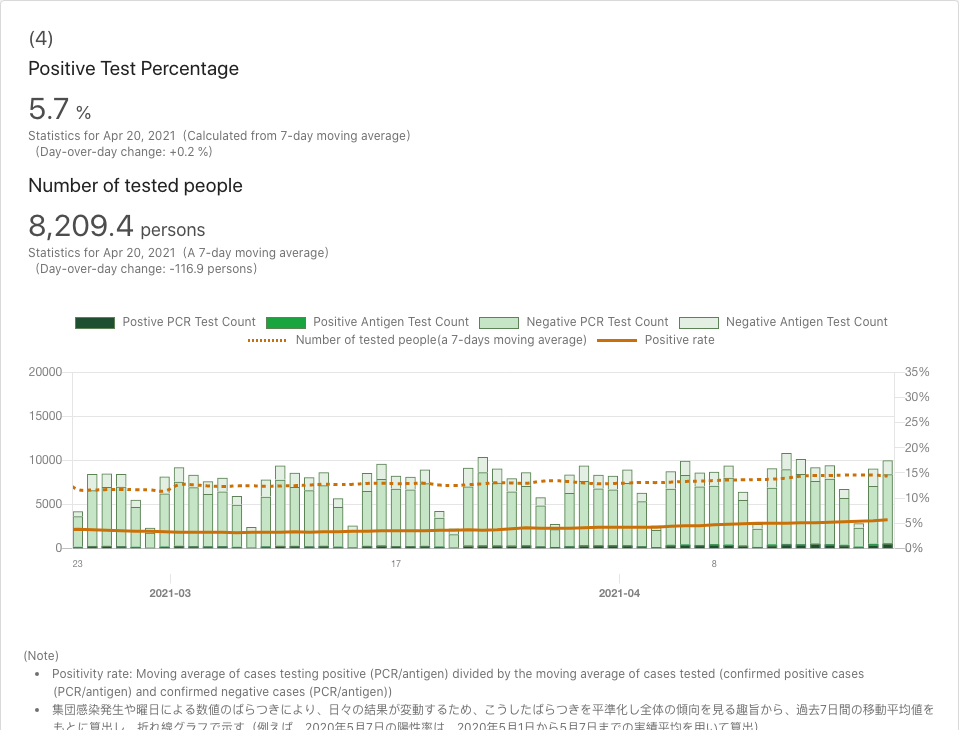 (4)
Positive Test Percentage
5.7 %
Statistics for Apr 20, 2021 (Calculated from 7-day moving average)
(Day-over-day change: +0.2 %)
Number of tested people
8,209.4 persons
Statistics for Apr 20, 2021 (A 7-day moving average)
(Day-over-day change: -116.9 persons)
Postive PCR Test Count Positive Antigen Test Count Negative PCR Test Count Negative Antigen Test Count
Number of tested people(a 7-days moving average) Positive rate
20000 35%
30%
15000 25%
20%
10000 15%
5000 10%
5%
0 0%
23 17 8
2021-03 2021-04
(Note)
• Positivity rate: Moving average of cases testing positive (PCR/antigen) divided by the moving average of cases tested (confirmed positive cases
(PCR/antigen) and confirmed negative cases (PCR/antigen))
• 集団感染発生や曜日による数値のばらつきにより、日々の結果が変動するため、こうしたばらつきを平準化し全体の傾向を見る趣旨から、過去7日間の移動平均値を
もとに算出し、折れ線グラフで示す（例えば、2020年5月7日の陽性率は、2020年5月1日から5月7日までの実績平均を用いて算出）